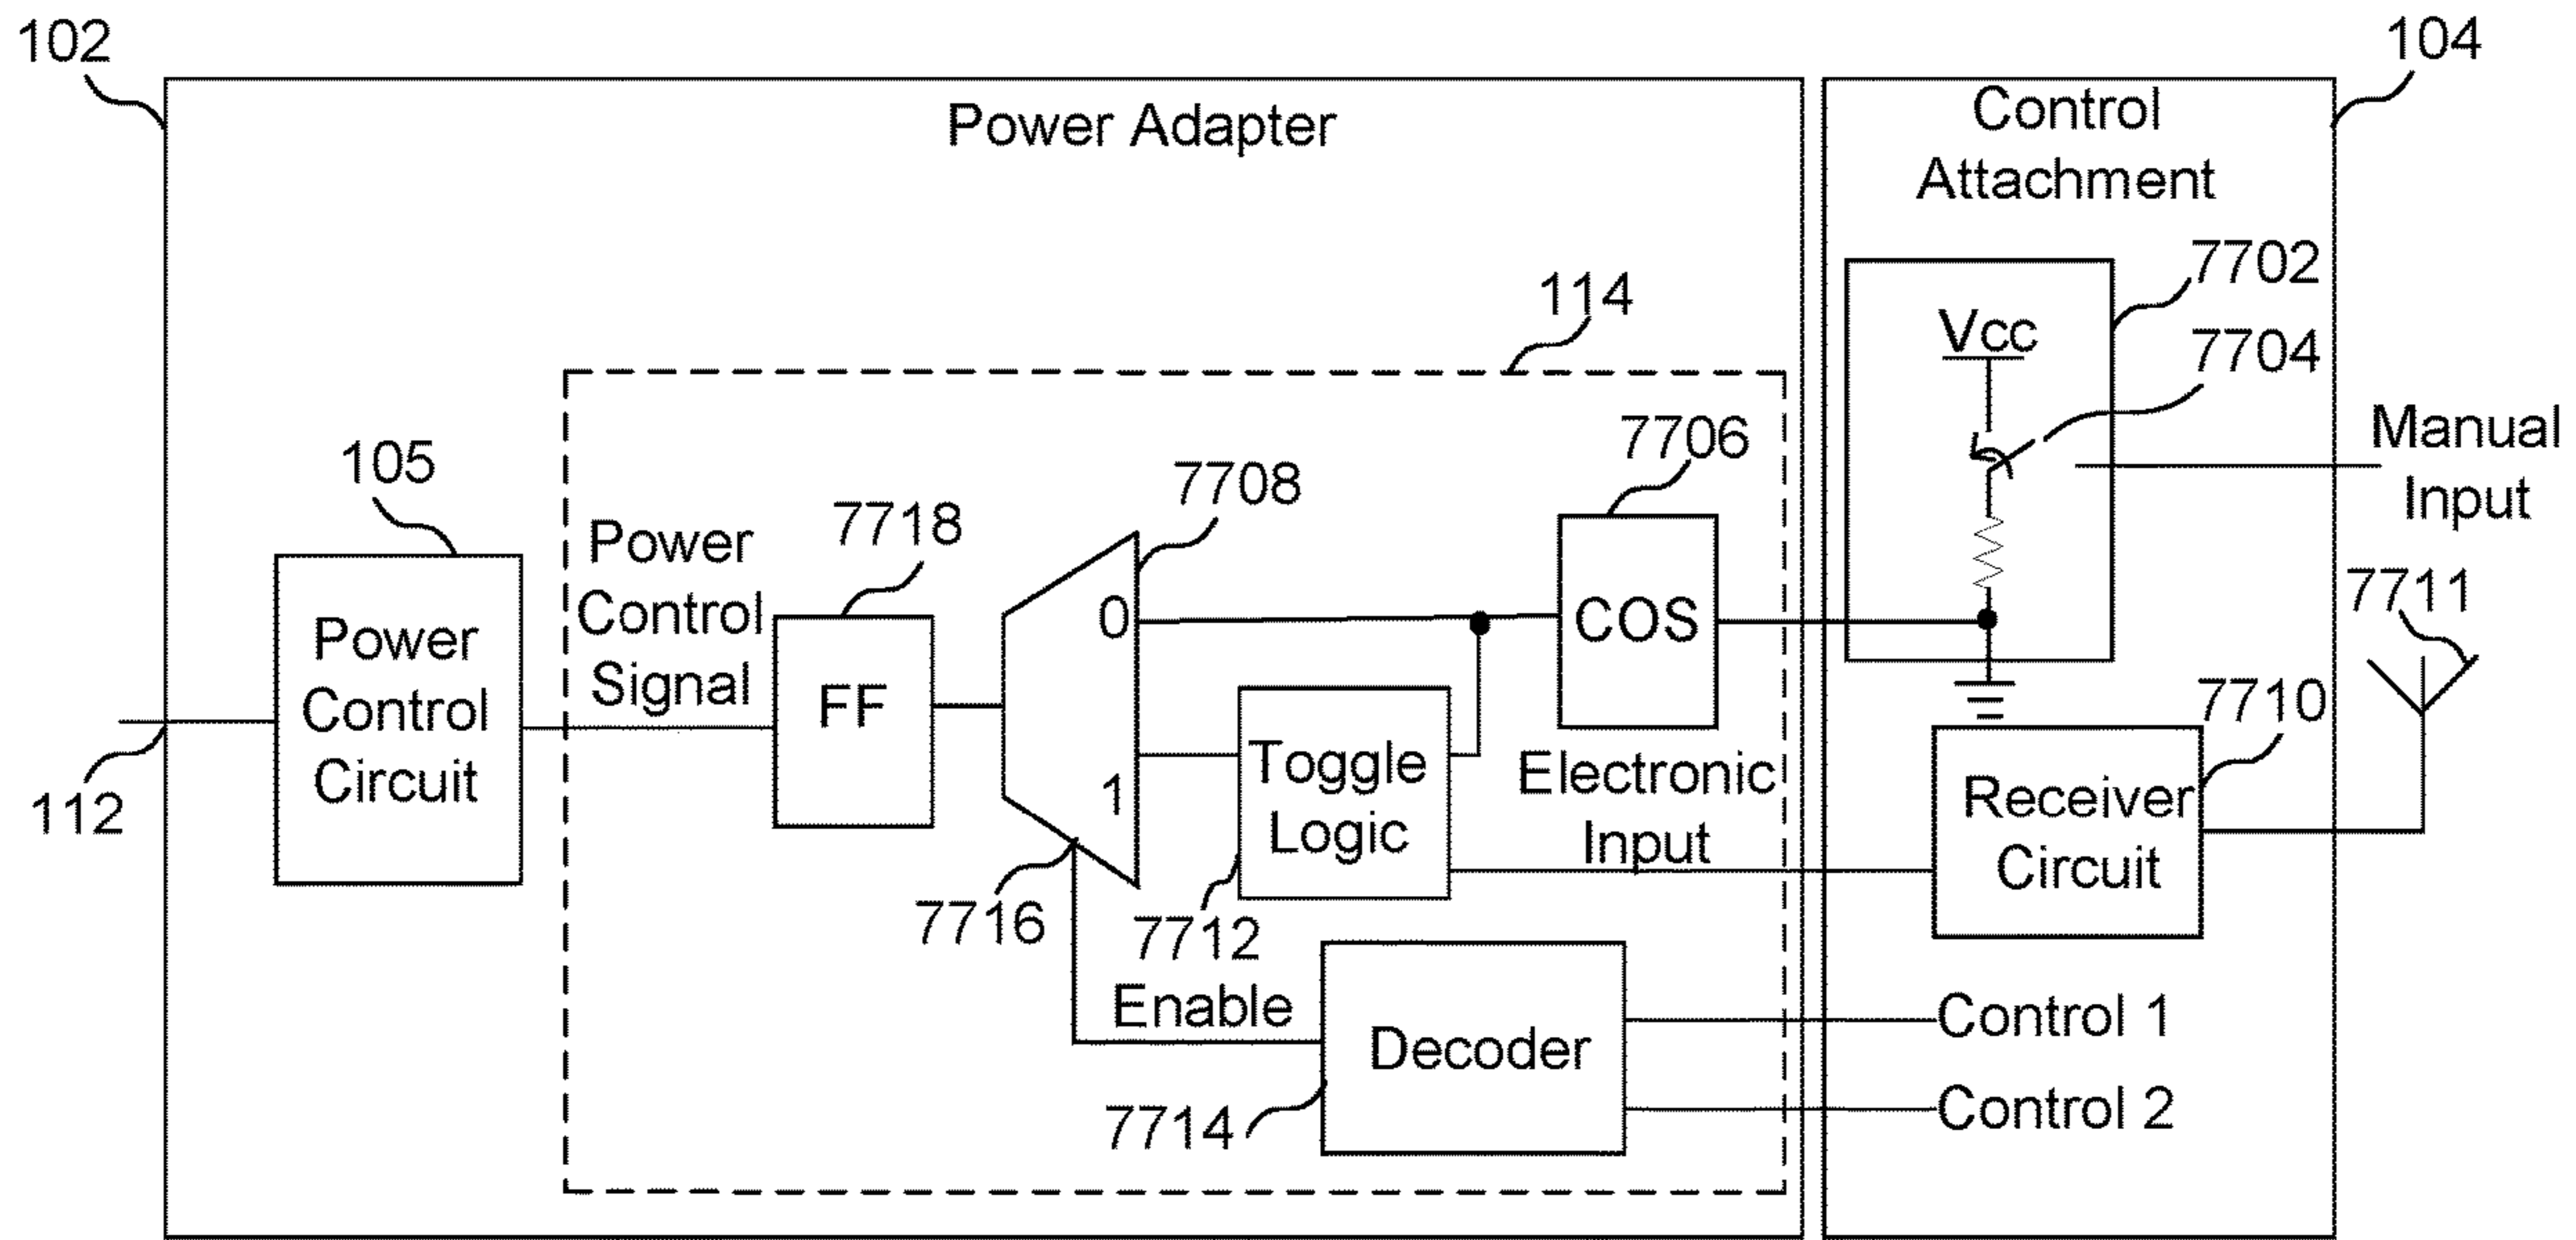 102
104
Power Adapter
Control
Attachment
7702
114
Vcc
7704
7706
Manual
Input
105
7708
7718
Power
Control
Signal
7711
0
COS
Power
Control
Circuit
FF
7710
112
1
Toggle
Logic
Electronic
Input
Receiver
Circuit
7716
7712
Enable
Decoder
Control 1
7714
Control 2